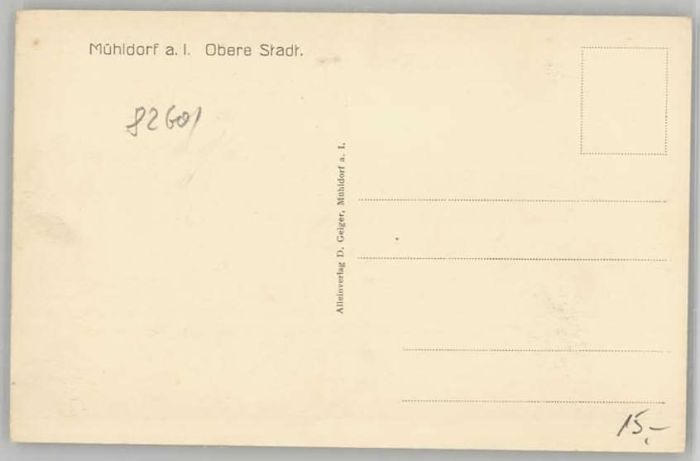 Mühldorf a. I. Obere Stadt.
82601
Alleinverlag D. Geiger, Mühldorf a. I.
15,-